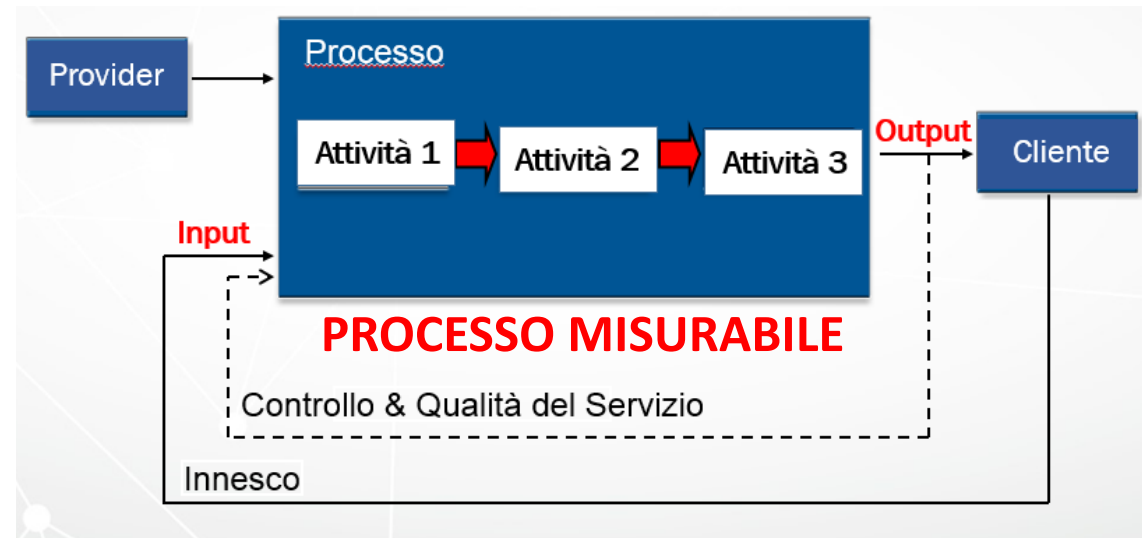 Provider
Processo
Attività 1
Attività 2
Attività 3
Output
Cliente
Input
PROCESSO MISURABILE
Controllo & Qualità del Servizio
Innesco